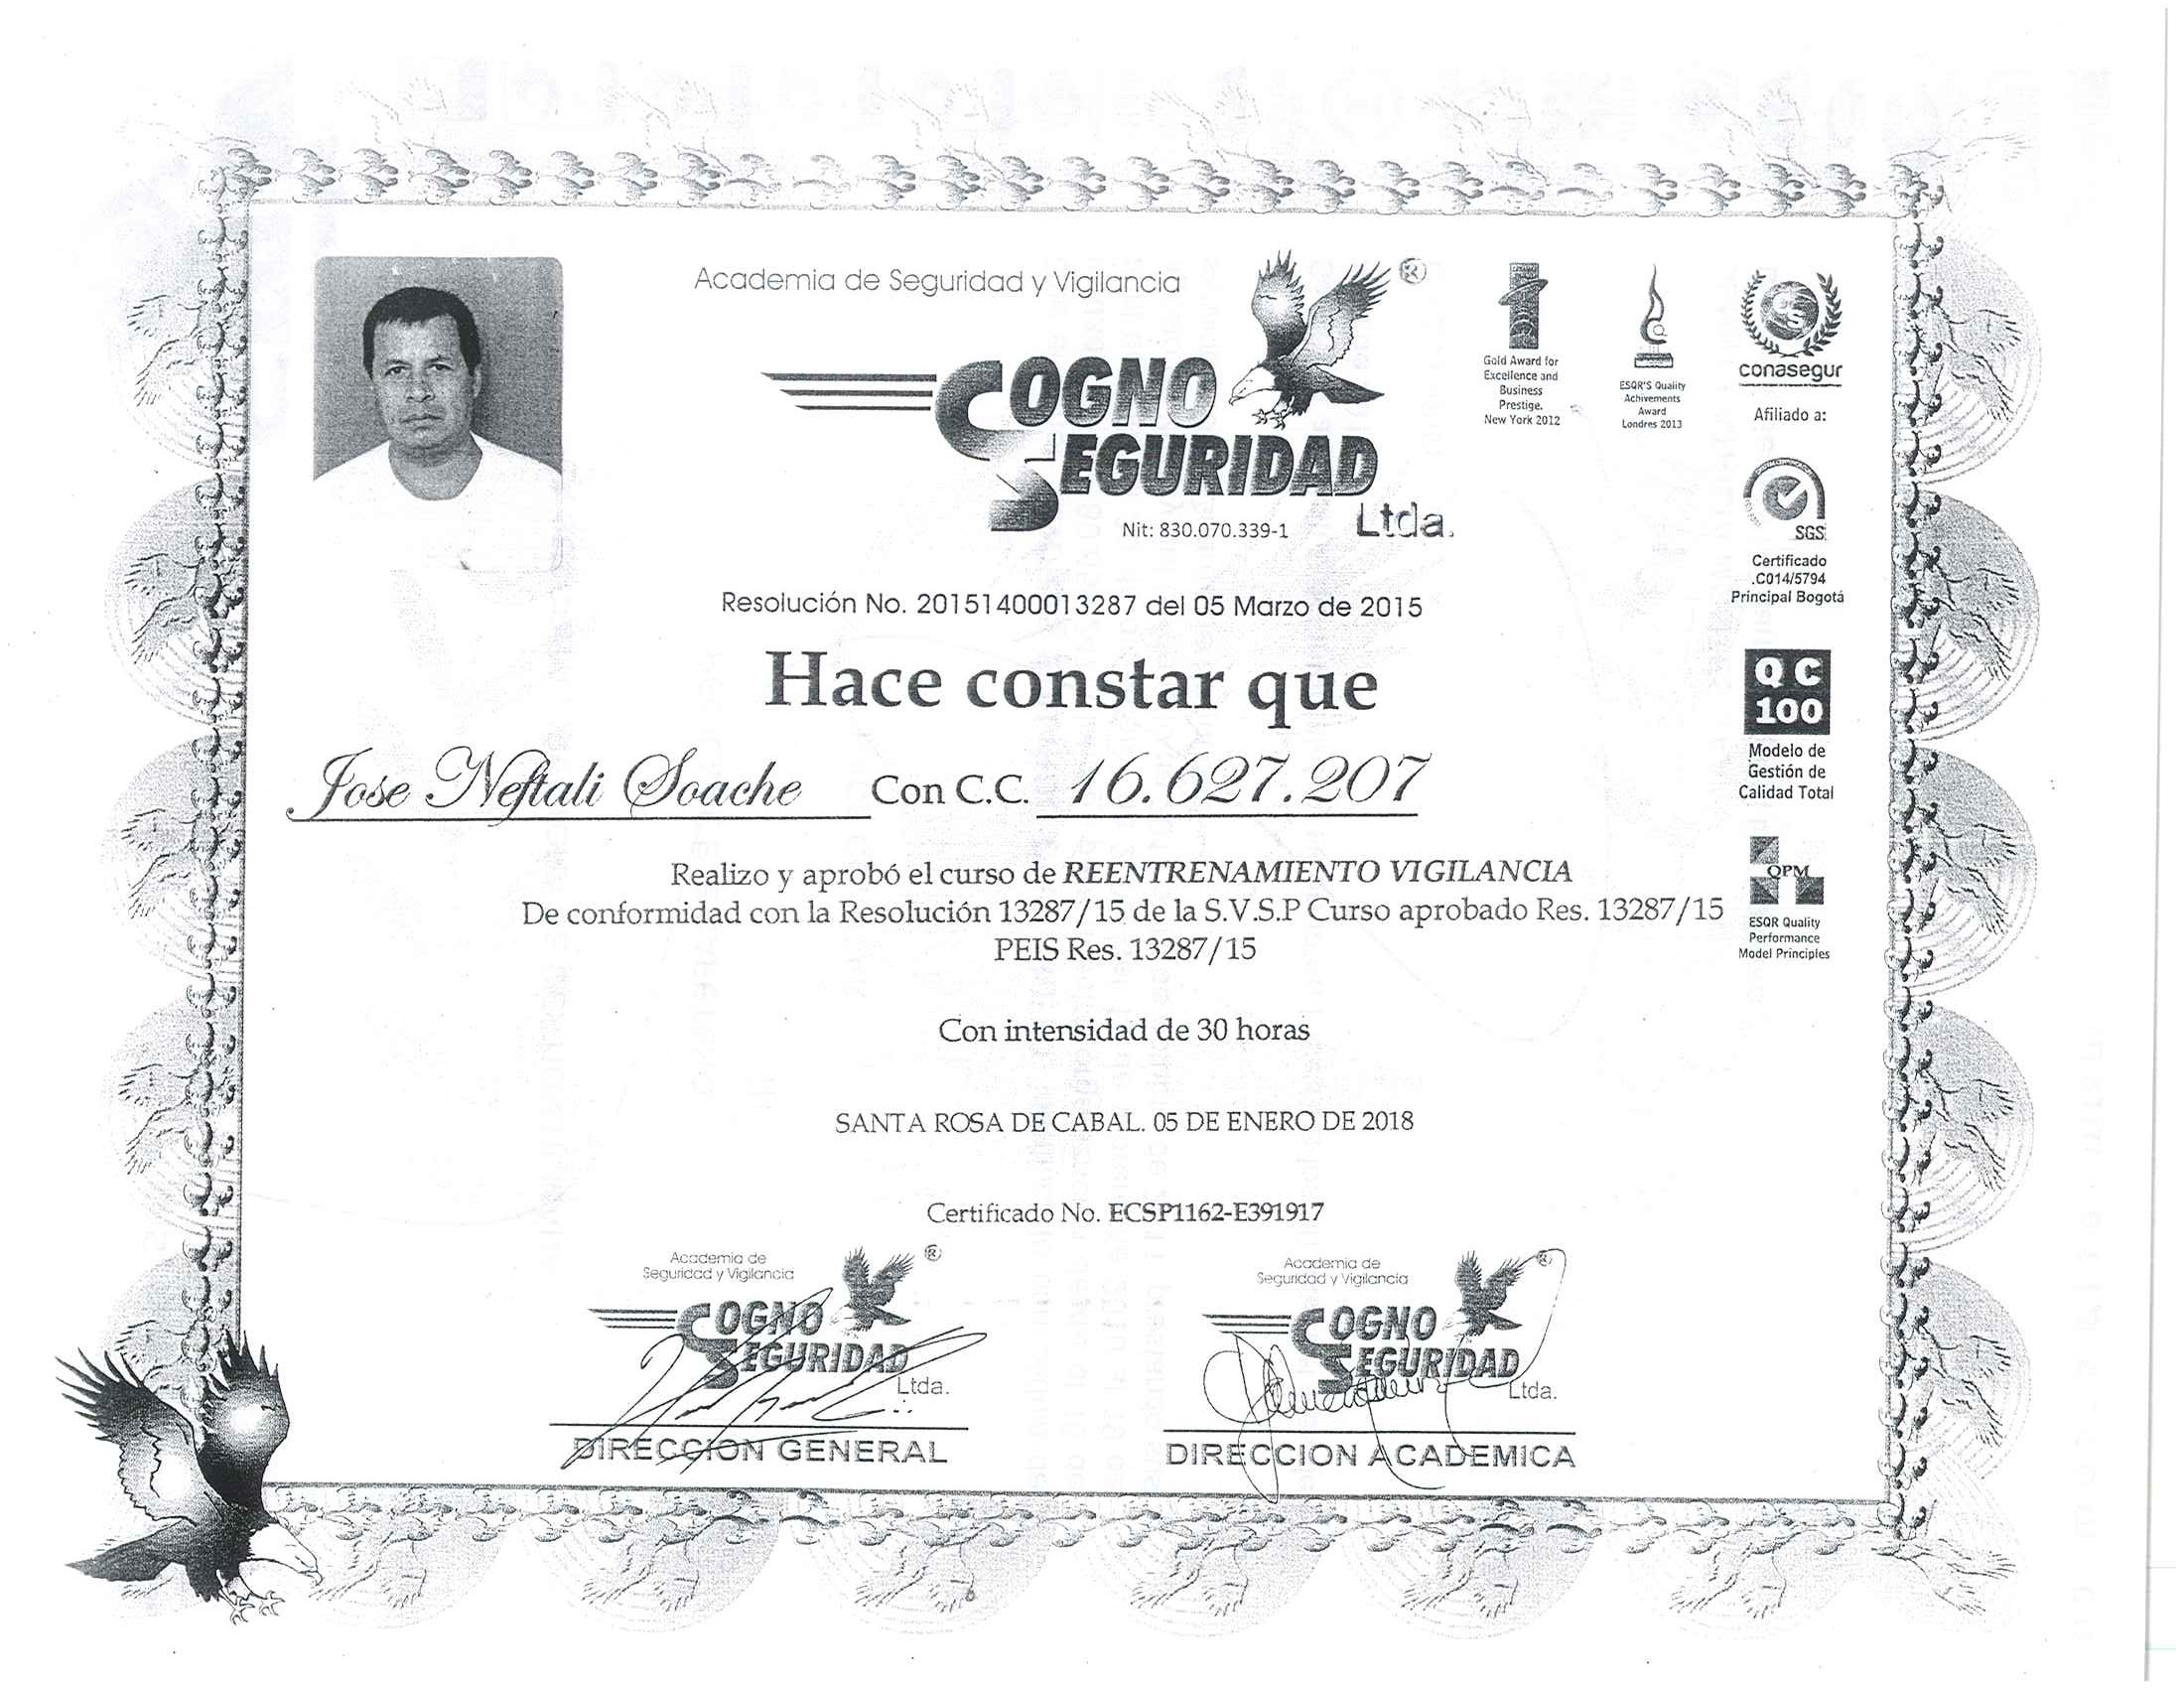 Academia de Seguridad y Vigilancia
®
COGNO
SEGURIDAD
Ltda.
Nit: 830.070.339-1
Gold Award for
Excellence and
Business
Prestige.
New York 2012
ESQR'S Quality
Achivements
Award
Londres 2013
conasegur
Afiliado a:
SGS
Certificado
.C014/5794
Principal Bogotá
Resolución No. 20151400013287 del 05 Marzo de 2015
Hace constar que
Q C
100
Modelo de
Gestión de
Calidad Total
Jose Neftali Soache Con C.C. 16.627.207
QPM
ESQR Quality
Performance
Model Principles
Realizo y aprobó el curso de REENTRENAMIENTO VIGILANCIA
De conformidad con la Resolución 13287/15 de la S.V.S.P Curso aprobado Res. 13287/15
PEIS Res. 13287/15
Con intensidad de 30 horas
SANTA ROSA DE CABAL. 05 DE ENERO DE 2018
Certificado No. ECSP1162-E391917
Academia de
Seguridad y Vigilancia
®
COGNO
SEGURIDAD
Ltda.
DIRECCION GENERAL
Academia de
Seguridad y Vigilancia
®
COGNO
SEGURIDAD
Ltda.
DIRECCION ACADEMICA